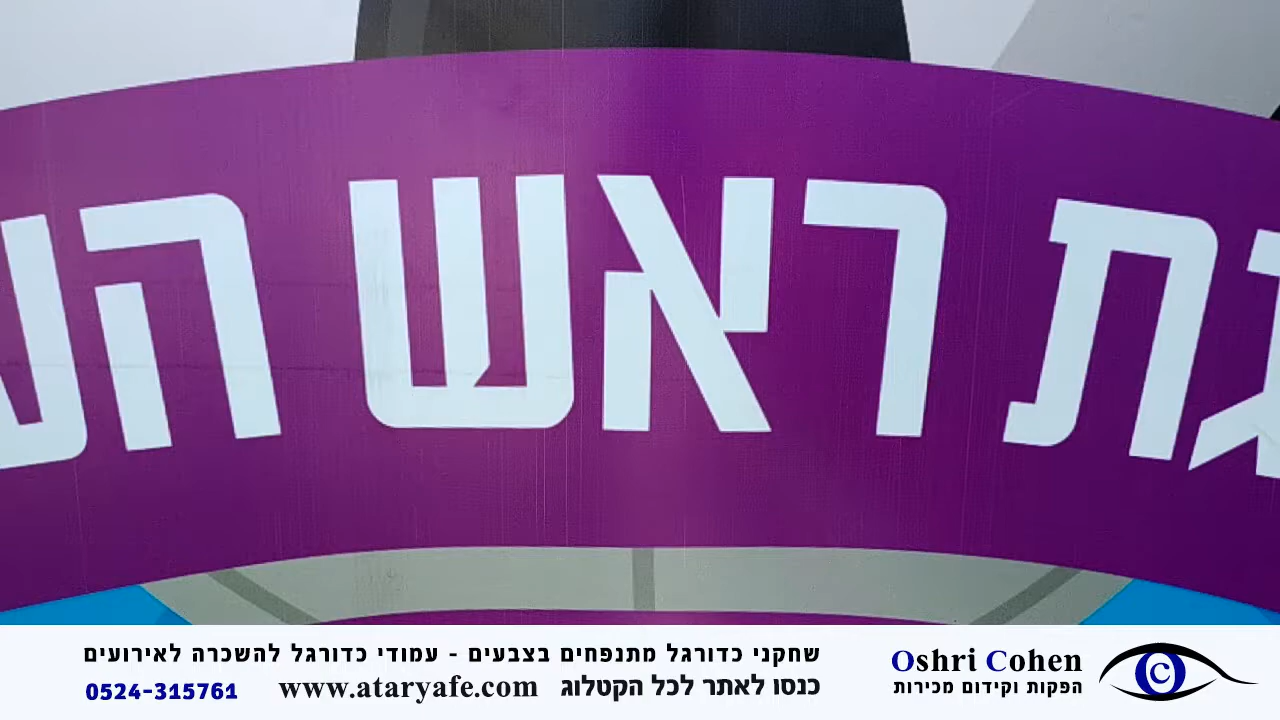 ת ראש ה
שחקני כדורגל מתנפחים בצבעים - עמודי כדורגל להשכרה לאירועים
כנסו לאתר לכל הקטלוג www.ataryafe.com 0524-315761
Oshri Cohen
הפקות וקידום מכירות